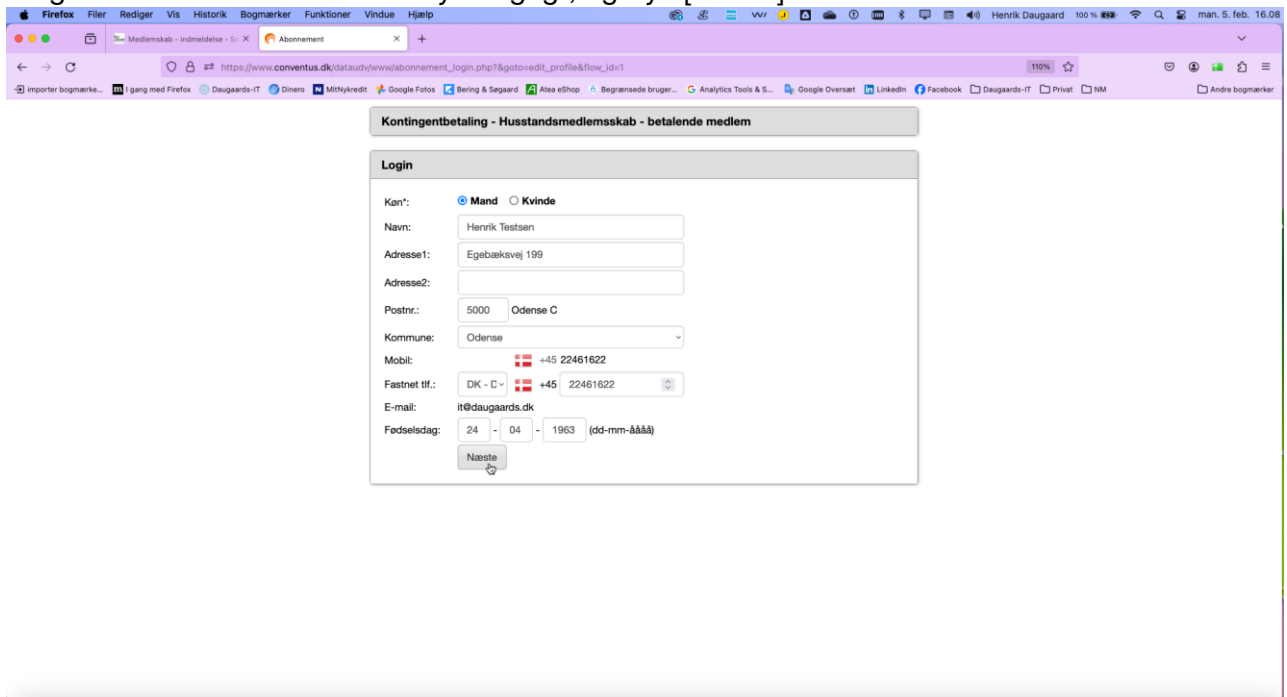 Firefox Filer Rediger Vis Historik Bogmærker Funktioner Vindue Hjælp Henrik Daugaard 100 % man. 5. feb. 16.08
Medlemskab - indmeldelse - S Abonnement
https://www.conventus.dk/dataudv/www/abonnement_login.php?&goto=edit_profile&flow_id=1 110%
Importer bogmærke... I gang med Firefox Daugaards-IT Dinero MitNykredit Google Fotos Bering & Søgaard Atea eShop Begrænsede bruger... Analytics Tools & S... Google Oversæt LinkedIn Facebook Daugaards-IT Privat NM Andre bogmærker
Kontingentbetaling - Husstandsmedlemsskab - betalende medlem
Login
Køn*: Mand Kvinde
Navn: Henrik Testsen
Adresse1: Egebæksvej 199
Adresse2:
Postnr.: 5000 Odense C
Kommune: Odense
Mobil: +45 22461622
Fastnet tlf.: DK - D +45 22461622
E-mail: it@daugaards.dk
Fødselsdag: 24 - 04 - 1963 (dd-mm-åååå)
Næste